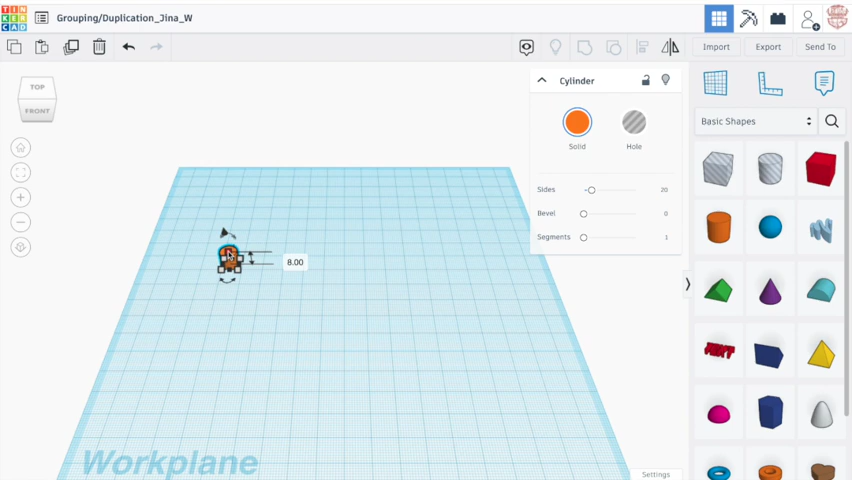 TIN
KER
CAD
Grouping/Duplication_Jina_W
Import
Export
Send To
TOP
FRONT
Cylinder
Solid
Hole
Sides
20
Bevel
0
Segments
1
Basic Shapes
8.00
Workplane
Settings